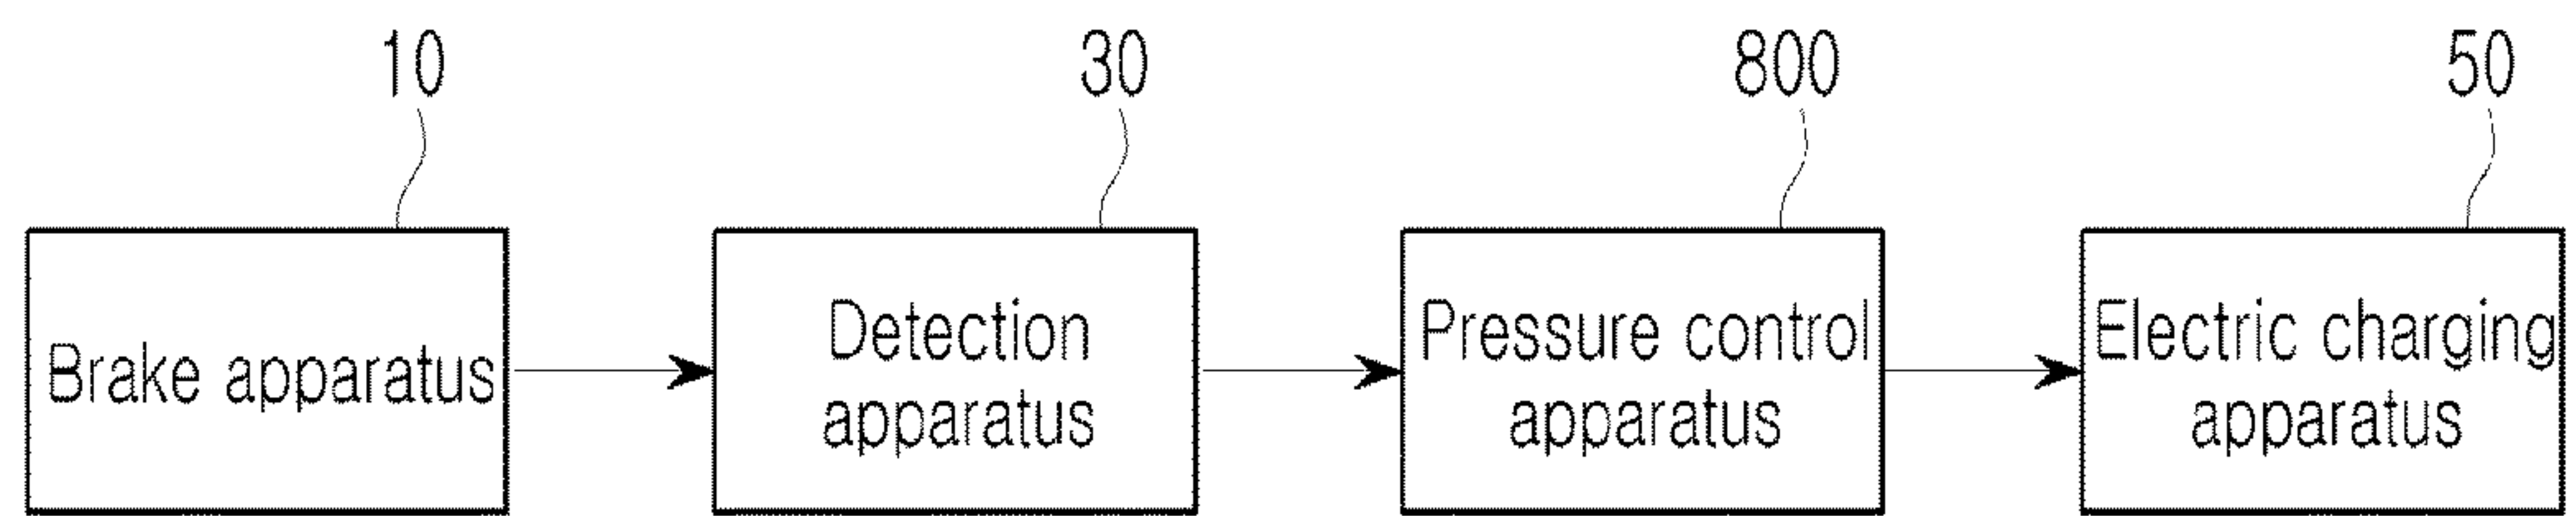 10
30
800
50
Brake apparatus
Detection
apparatus
Pressure control
apparatus
Electric charging
apparatus